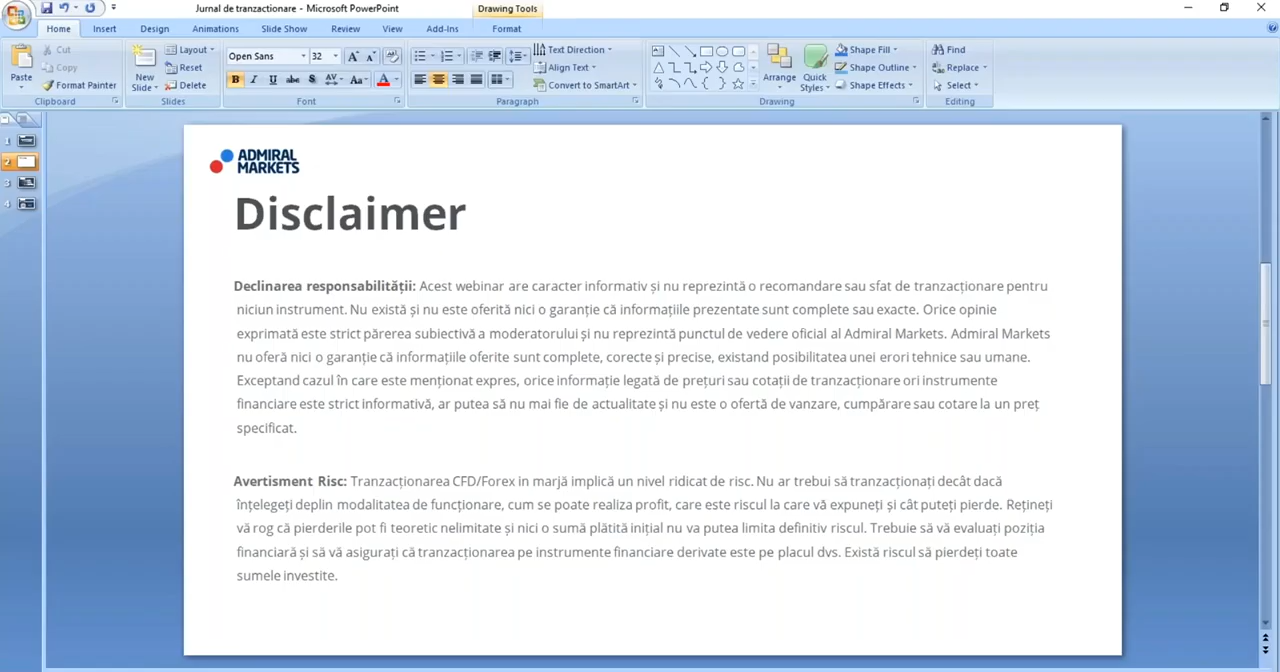 Jurnal de tranzactionare - Microsoft PowerPoint
Drawing Tools
Home
Insert
Design
Animations
Slide Show
Review
View
Add-Ins
Format
Paste
Cut
Copy
Format Painter
Clipboard
New
Slide
Layout
Reset
Delete
Slides
Open Sans
32
B I U abc S AV Aa A
Font
Text Direction
Align Text
Convert to SmartArt
Paragraph
Arrange
Quick
Styles
Shape Fill
Shape Outline
Shape Effects
Drawing
Find
Replace
Select
Editing
1
2
3
4
ADMIRAL
MARKETS
Disclaimer
Declinarea responsabilității: Acest webinar are caracter informativ și nu reprezintă o recomandare sau sfat de tranzacționare pentru
niciun instrument. Nu există și nu este oferită nici o garanție că informațiile prezentate sunt complete sau exacte. Orice opinie
exprimată este strict părerea subiectivă a moderatorului și nu reprezintă punctul de vedere oficial al Admiral Markets. Admiral Markets
nu oferă nici o garanție că informațiile oferite sunt complete, corecte și precise, existand posibilitatea unei erori tehnice sau umane.
Exceptand cazul în care este menționat expres, orice informație legată de prețuri sau cotații de tranzacționare ori instrumente
financiare este strict informativă, ar putea să nu mai fie de actualitate și nu este o ofertă de vanzare, cumpărare sau cotare la un preț
specificat.
Avertisment Risc: Tranzacționarea CFD/Forex in marjă implică un nivel ridicat de risc. Nu ar trebui să tranzacționați decât dacă
înțelegeți deplin modalitatea de funcționare, cum se poate realiza profit, care este riscul la care vă expuneți și cât puteți pierde. Rețineți
vă rog că pierderile pot fi teoretic nelimitate și nici o sumă plătită inițial nu va putea limita definitiv riscul. Trebuie să vă evaluați poziția
financiară și să vă asigurați că tranzacționarea pe instrumente financiare derivate este pe placul dvs. Există riscul să pierdeți toate
sumele investite.